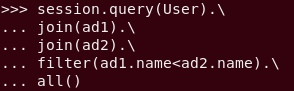 >>> session.query(User).\
... join(ad1).\
... join(ad2).\
... filter(ad1.name<ad2.name).\
... all()